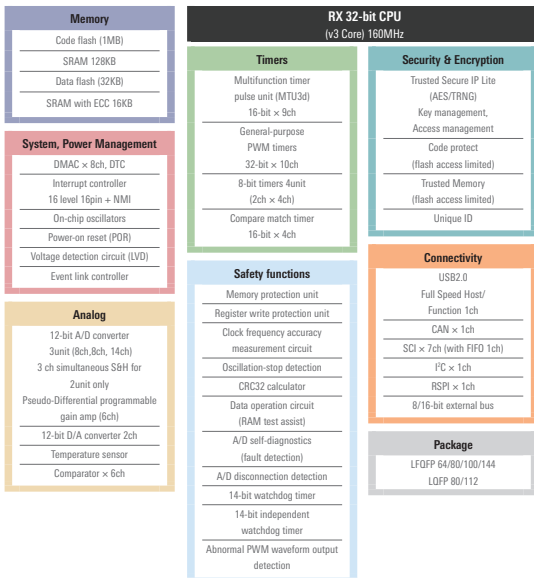 Memory
Code flash (1MB)
SRAM 128KB
Data flash (32KB)
SRAM with ECC 16KB
System, Power Management
DMAC × 8ch, DTC
Interrupt controller
16 level 16pin + NMI
On-chip oscillators
Power-on reset (POR)
Voltage detection circuit (LVD)
Event link controller
Analog
12-bit A/D converter
3unit (8ch,8ch, 14ch)
3 ch simultaneous S&H for
2unit only
Pseudo-Differential programmable
gain amp (6ch)
12-bit D/A converter 2ch
Temperature sensor
Comparator × 6ch
RX 32-bit CPU
(v3 Core) 160MHz
Timers
Multifunction timer
pulse unit (MTU3d)
16-bit × 9ch
General-purpose
PWM timers
32-bit × 10ch
8-bit timers 4unit
(2ch × 4ch)
Compare match timer
16-bit × 4ch
Safety functions
Memory protection unit
Register write protection unit
Clock frequency accuracy
measurement circuit
Oscillation-stop detection
CRC32 calculator
Data operation circuit
(RAM test assist)
A/D self-diagnostics
(fault detection)
A/D disconnection detection
14-bit watchdog timer
14-bit independent
watchdog timer
Abnormal PWM waveform output
detection
Security & Encryption
Trusted Secure IP Lite
(AES/TRNG)
Key management,
Access management
Code protect
(flash access limited)
Trusted Memory
(flash access limited)
Unique ID
Connectivity
USB2.0
Full Speed Host/
Function 1ch
CAN × 1ch
SCI × 7ch (with FIFO 1ch)
I²C × 1ch
RSPI × 1ch
8/16-bit external bus
Package
LFQFP 64/80/100/144
LQFP 80/112